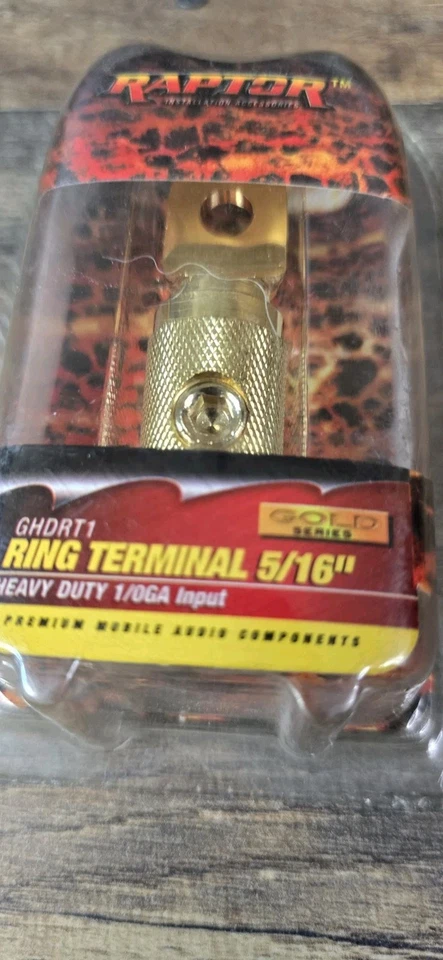 RAPTOR™
INSTALLATION ACCESSORIES
GHDRT1
GOLD
SERIES
RING TERMINAL 5/16"
HEAVY DUTY 1/0GA Input
PREMIUM MOBILE AUDIO COMPONENTS